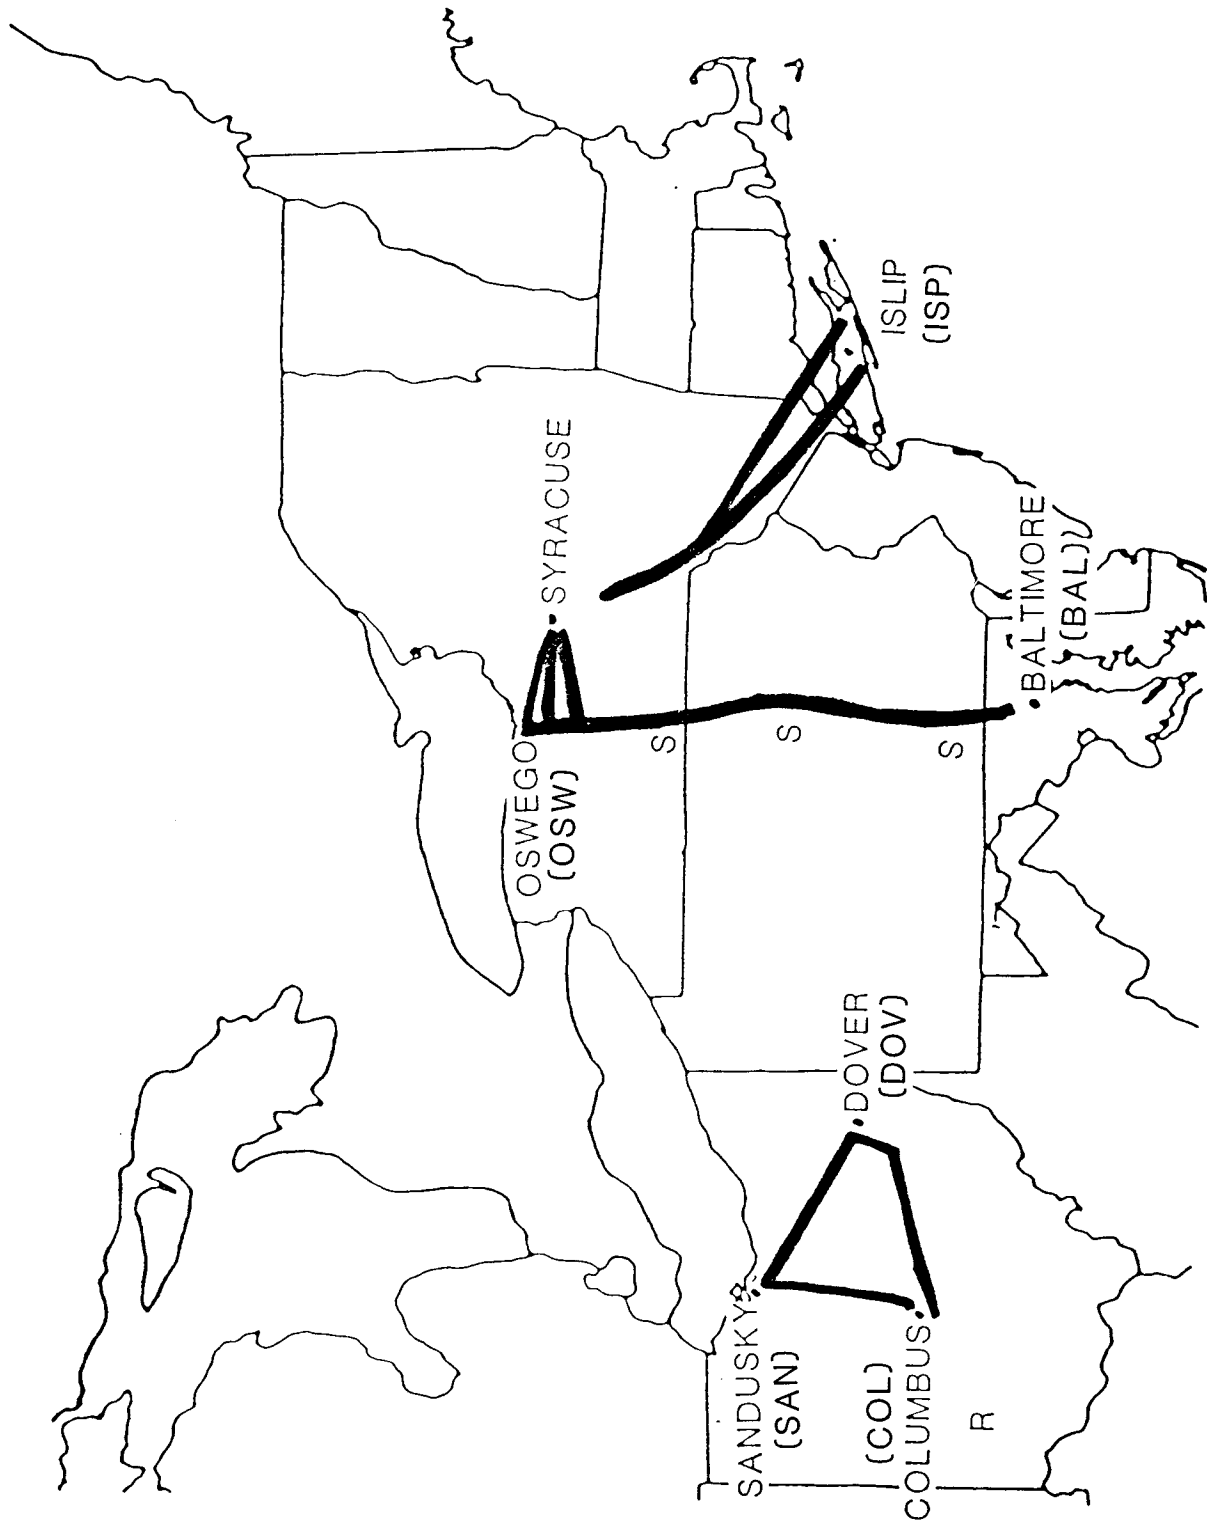 SYRACUSE
OSWEGO
(OSW)
ISLIP
(ISP)
S
S
S
BALTIMORE
(BAL)
DOVER
(DOV)
SANDUSKY
(SAN)
(COL)
COLUMBUS
R